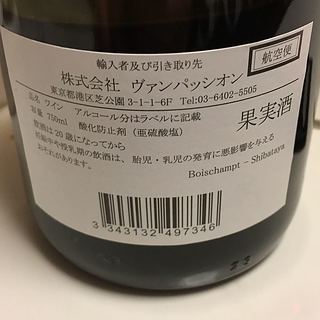 輸入者及び引き取り先
航空便
株式会社 ヴァンパッシオン
東京都港区芝公園 3-1-1-6F Tel:03-6402-5505
品名 ワイン アルコール分はラベルに記載
容量 750ml 酸化防止剤（亜硫酸塩）
果実酒
飲酒は20歳になってから
妊娠中や授乳期の飲酒は、胎児・乳児の発育に悪影響を与える
おそれがあります。
Boischampt – Shibataya
3 343132 497346